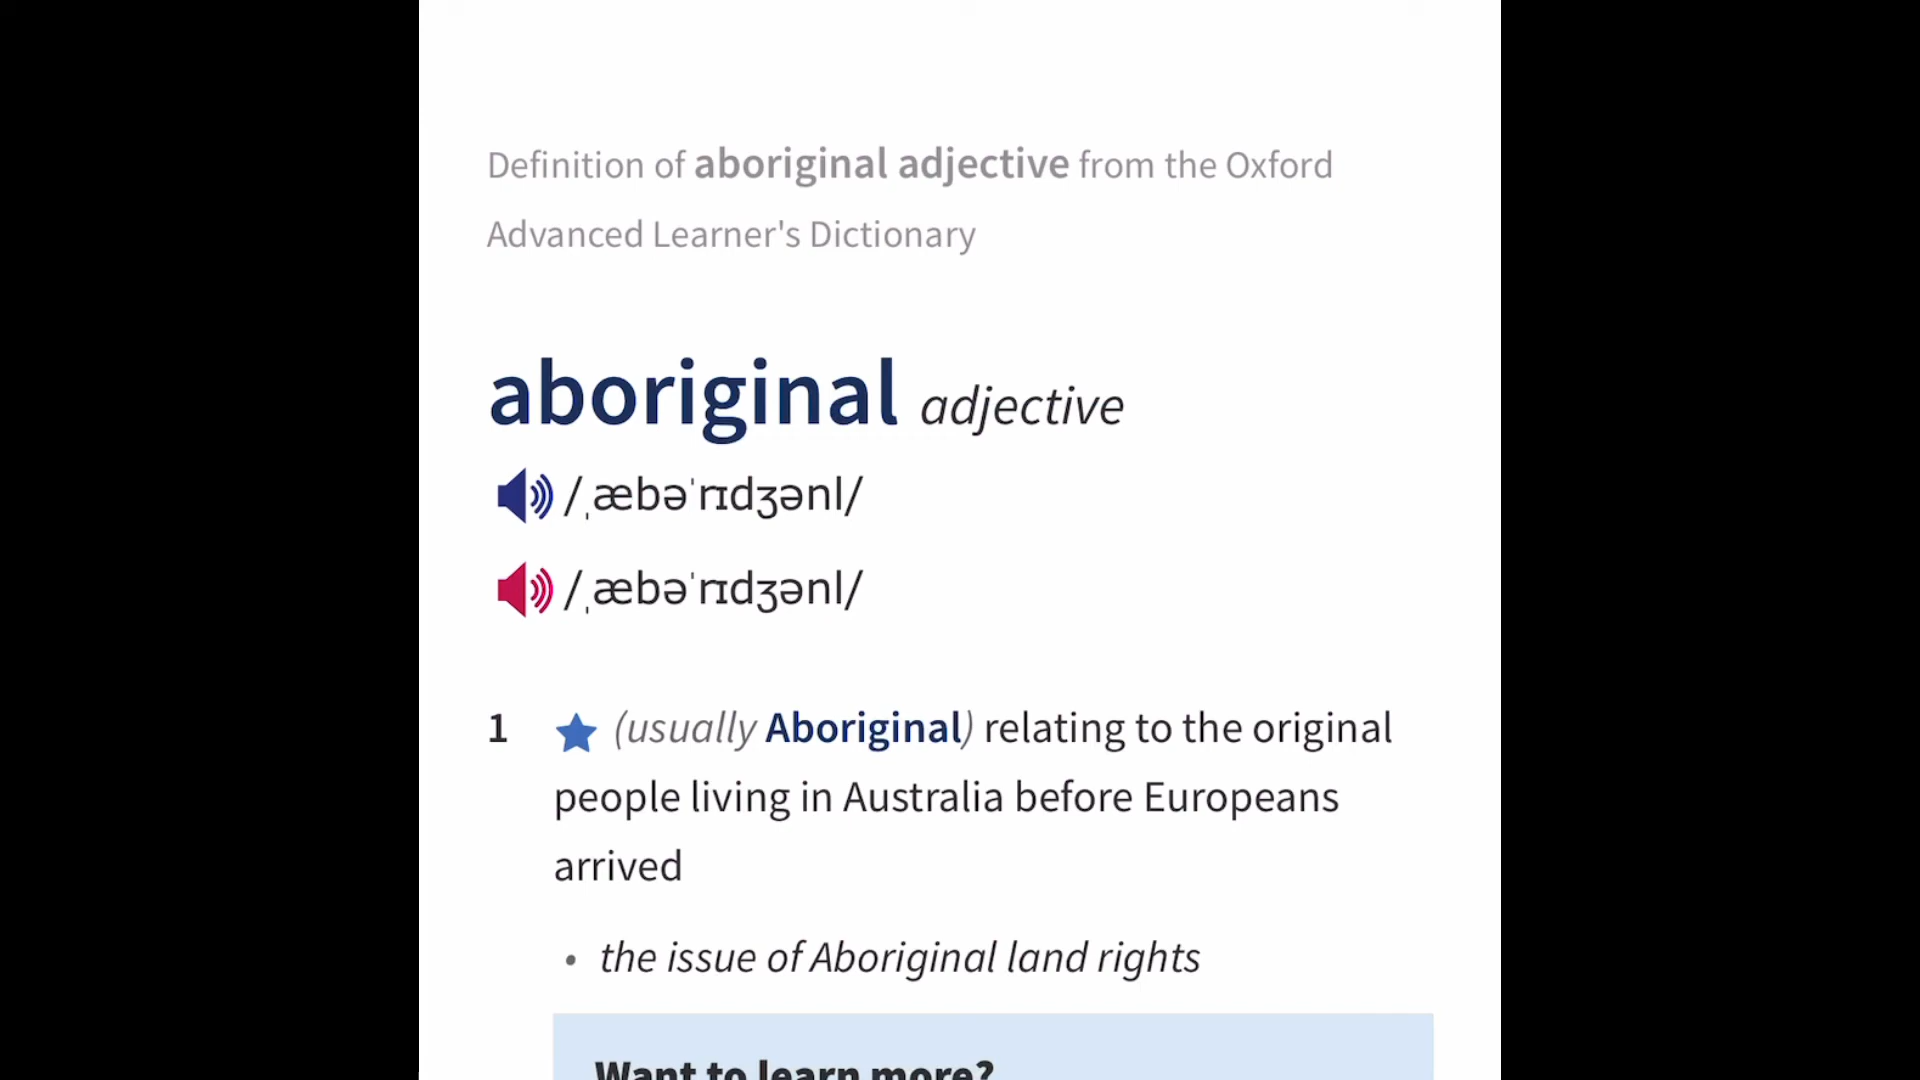 Definition of aboriginal adjective from the Oxford
Advanced Learner's Dictionary
aboriginal adjective
/ˌæbəˈrɪdʒənl/
/ˌæbəˈrɪdʒənl/
1 (usually Aboriginal) relating to the original
people living in Australia before Europeans
arrived
• the issue of Aboriginal land rights
Want to learn more?